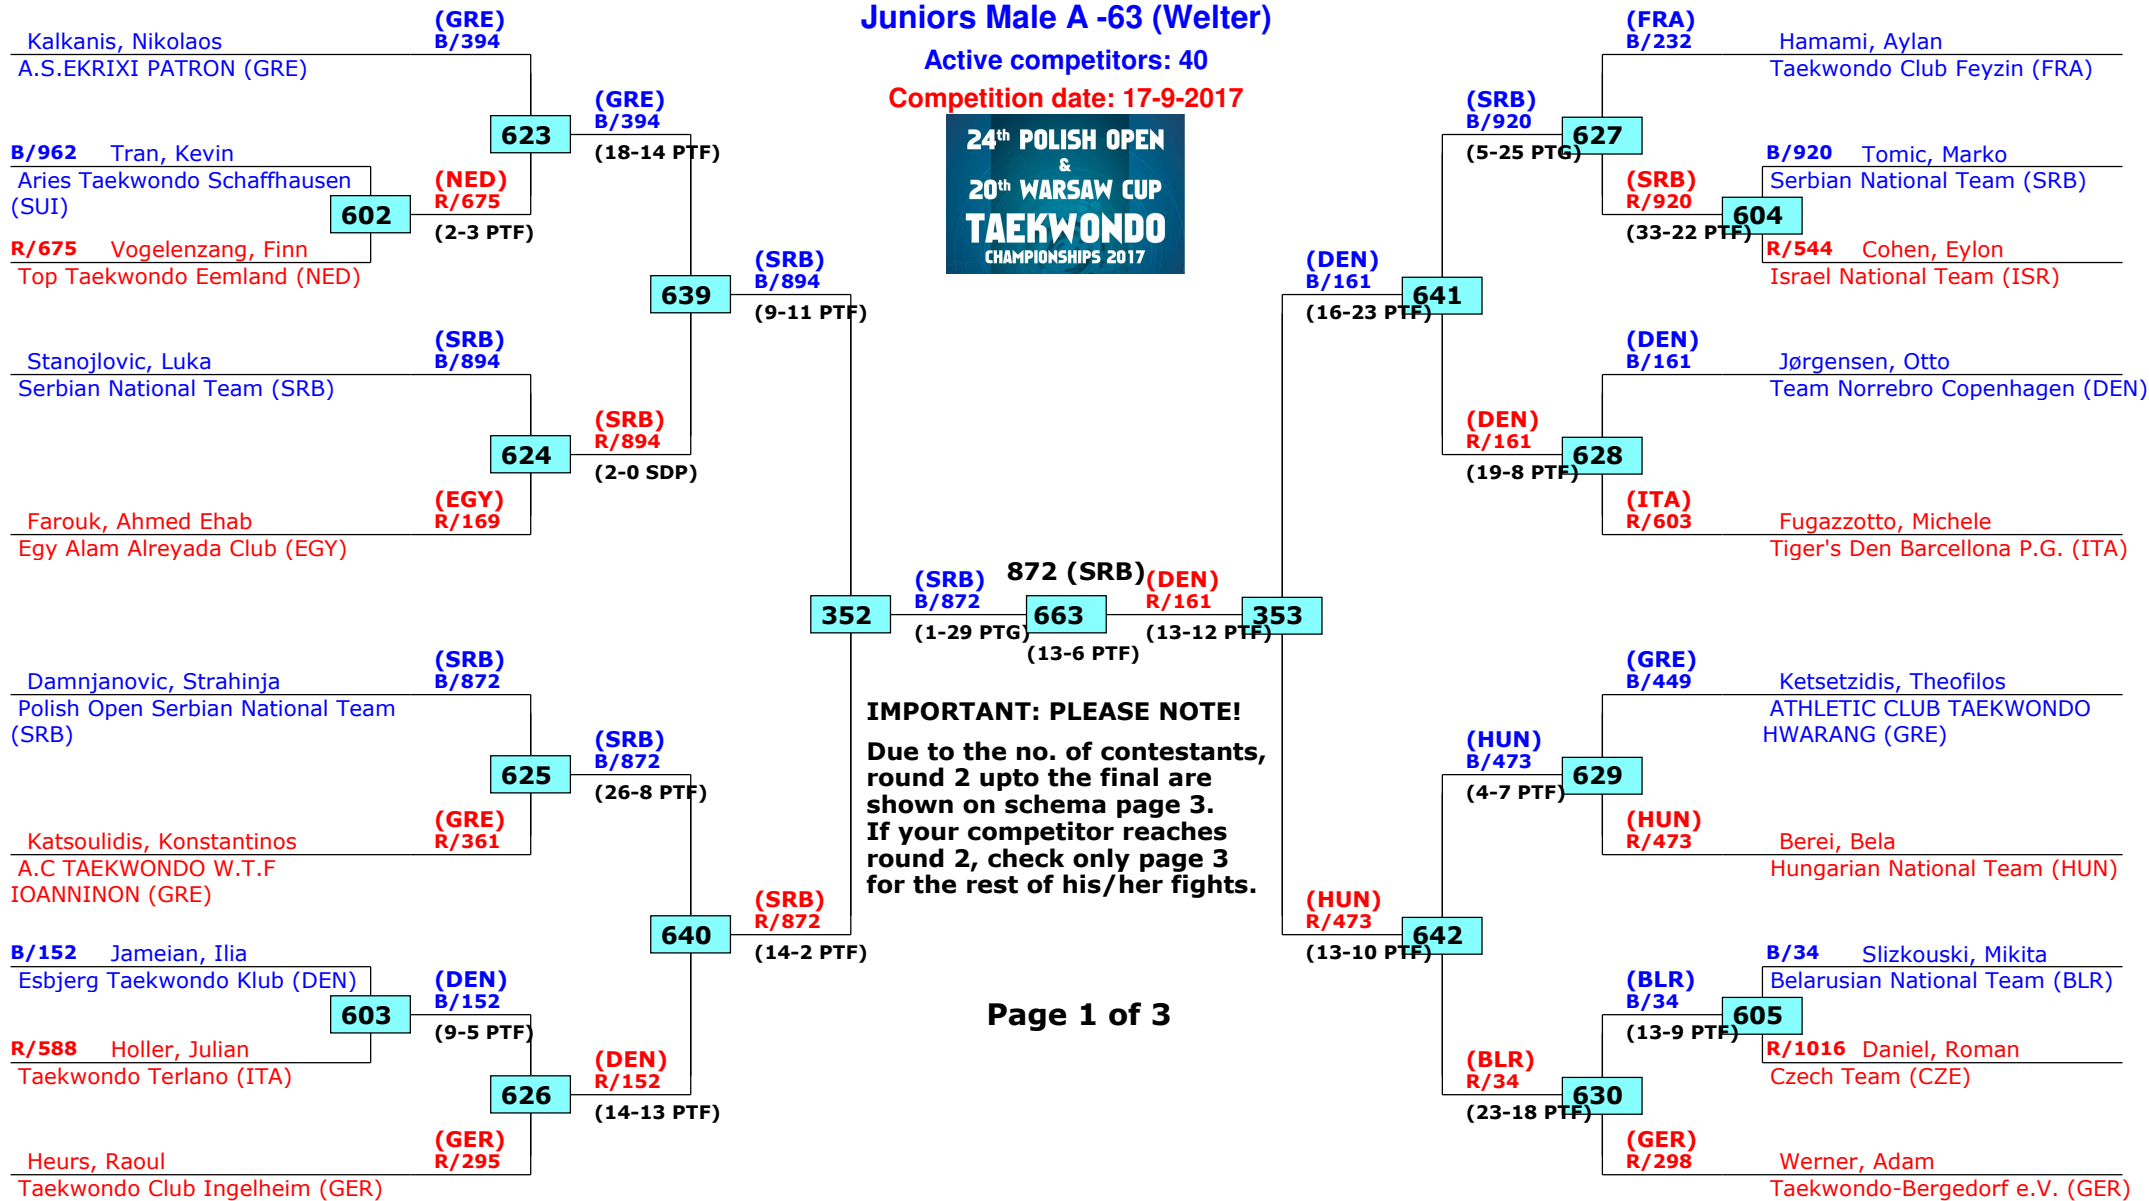 Juniors Male A -63 (Welter)
Active competitors: 40
Competition date: 17-9-2017
24th POLISH OPEN
&
20th WARSAW CUP
TAEKWONDO
CHAMPIONSHIPS 2017
Kalkanis, Nikolaos
A.S.EKRIXI PATRON (GRE)
(GRE)
B/394
B/962 Tran, Kevin
Aries Taekwondo Schaffhausen
(SUI)
602
R/675 Vogelenzang, Finn
Top Taekwondo Eemland (NED)
(NED)
R/675
(2-3 PTF)
623
(GRE)
B/394
(18-14 PTF)
Stanojlovic, Luka
Serbian National Team (SRB)
(SRB)
B/894
624
Farouk, Ahmed Ehab
Egy Alam Alreyada Club (EGY)
(EGY)
R/169
(SRB)
R/894
(2-0 SDP)
639
(SRB)
B/894
(9-11 PTF)
Damnjanovic, Strahinja
Polish Open Serbian National Team
(SRB)
(SRB)
B/872
625
Katsoulidis, Konstantinos
A.C TAEKWONDO W.T.F
IOANNINON (GRE)
(GRE)
R/361
(SRB)
B/872
(26-8 PTF)
B/152 Jameian, Ilia
Esbjerg Taekwondo Klub (DEN)
603
R/588 Holler, Julian
Taekwondo Terlano (ITA)
(DEN)
B/152
(9-5 PTF)
626
Heurs, Raoul
Taekwondo Club Ingelheim (GER)
(GER)
R/295
(DEN)
R/152
(14-13 PTF)
640
(SRB)
R/872
(14-2 PTF)
352
(SRB)
B/872
(1-29 PTG)
872 (SRB)
663
(13-6 PTF)
(DEN)
R/161
(13-12 PTF)
353
IMPORTANT: PLEASE NOTE!
Due to the no. of contestants,
round 2 upto the final are
shown on schema page 3.
If your competitor reaches
round 2, check only page 3
for the rest of his/her fights.
Page 1 of 3
(FRA)
B/232
Hamami, Aylan
Taekwondo Club Feyzin (FRA)
(SRB)
B/920
(5-25 PTG)
627
B/920 Tomic, Marko
Serbian National Team (SRB)
(SRB)
R/920
(33-22 PTF)
604
R/544 Cohen, Eylon
Israel National Team (ISR)
(DEN)
B/161
(16-23 PTF)
641
(DEN)
B/161
Jørgensen, Otto
Team Norrebro Copenhagen (DEN)
(DEN)
R/161
(19-8 PTF)
628
(ITA)
R/603
Fugazzotto, Michele
Tiger's Den Barcellona P.G. (ITA)
(GRE)
B/449
Ketsetzidis, Theofilos
ATHLETIC CLUB TAEKWONDO
HWARANG (GRE)
(HUN)
B/473
(4-7 PTF)
629
(HUN)
R/473
Berei, Bela
Hungarian National Team (HUN)
(HUN)
R/473
(13-10 PTF)
642
B/34 Slizkouski, Mikita
Belarusian National Team (BLR)
(BLR)
B/34
(13-9 PTF)
605
R/1016 Daniel, Roman
Czech Team (CZE)
(BLR)
R/34
(23-18 PTF)
630
(GER)
R/298
Werner, Adam
Taekwondo-Bergedorf e.V. (GER)